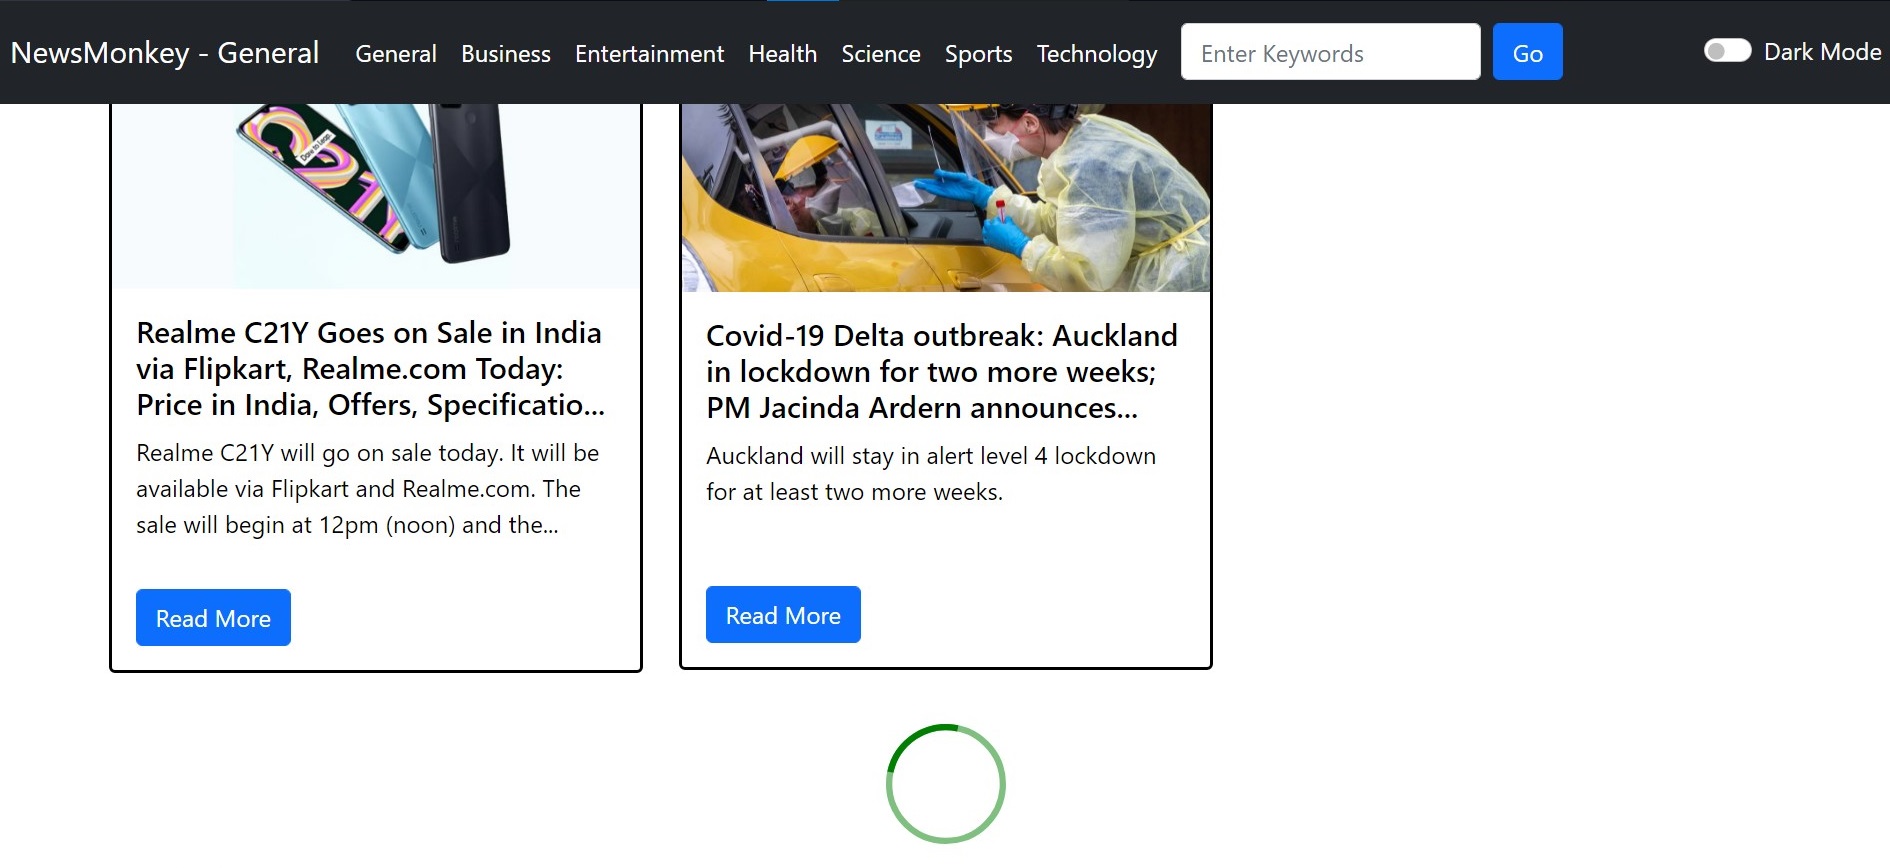 NewsMonkey - General General Business Entertainment Health Science Sports Technology Enter Keywords Go Dark Mode
Dare to Leap
Realme C21Y Goes on Sale in India
via Flipkart, Realme.com Today:
Price in India, Offers, Specificatio...
Realme C21Y will go on sale today. It will be
available via Flipkart and Realme.com. The
sale will begin at 12pm (noon) and the...
Read More
Covid-19 Delta outbreak: Auckland
in lockdown for two more weeks;
PM Jacinda Ardern announces...
Auckland will stay in alert level 4 lockdown
for at least two more weeks.
Read More